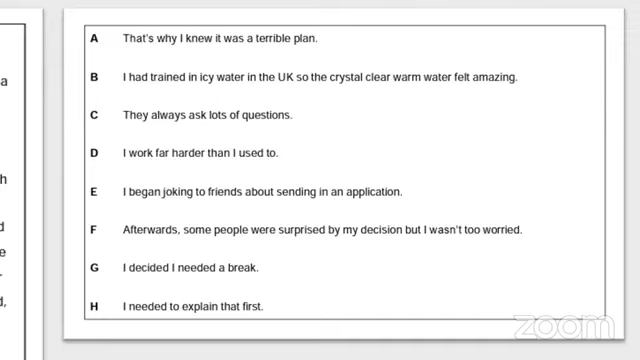 A That's why I knew it was a terrible plan.
B I had trained in icy water in the UK so the crystal clear warm water felt amazing.
C They always ask lots of questions.
D I work far harder than I used to.
E I began joking to friends about sending in an application.
F Afterwards, some people were surprised by my decision but I wasn't too worried.
G I decided I needed a break.
H I needed to explain that first.
a
h
d
e
r
d,
zoom